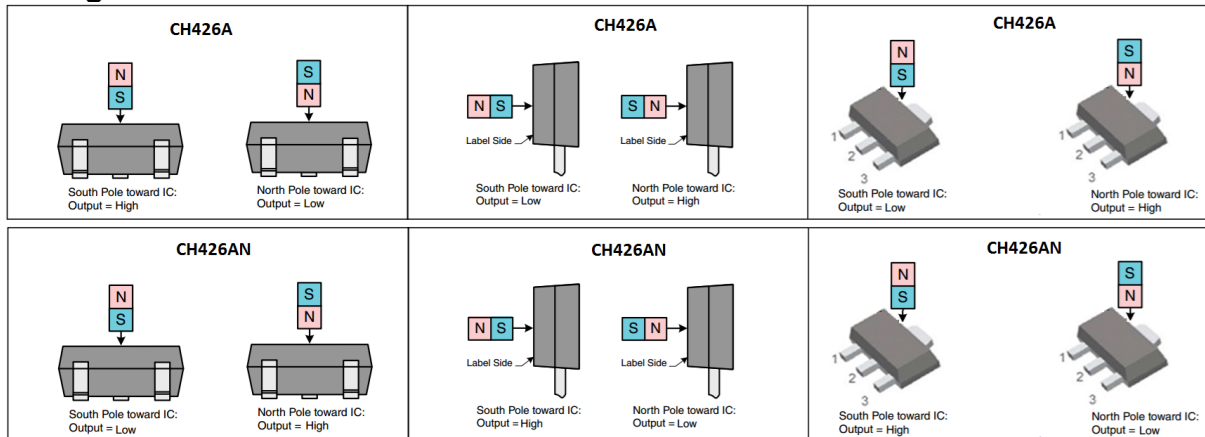 CH426A
N
S
S
N
South Pole toward IC:
Output = High
North Pole toward IC:
Output = Low
CH426A
N S
S N
Label Side
Label Side
South Pole toward IC:
Output = Low
North Pole toward IC:
Output = High
CH426A
N
S
S
N
1
2
3
1
2
3
South Pole toward IC:
Output = Low
North Pole toward IC:
Output = High
CH426AN
N
S
S
N
South Pole toward IC:
Output = Low
North Pole toward IC:
Output = High
CH426AN
N S
S N
Label Side
Label Side
South Pole toward IC:
Output = High
North Pole toward IC:
Output = Low
CH426AN
N
S
S
N
1
2
3
1
2
3
South Pole toward IC:
Output = High
North Pole toward IC:
Output = Low